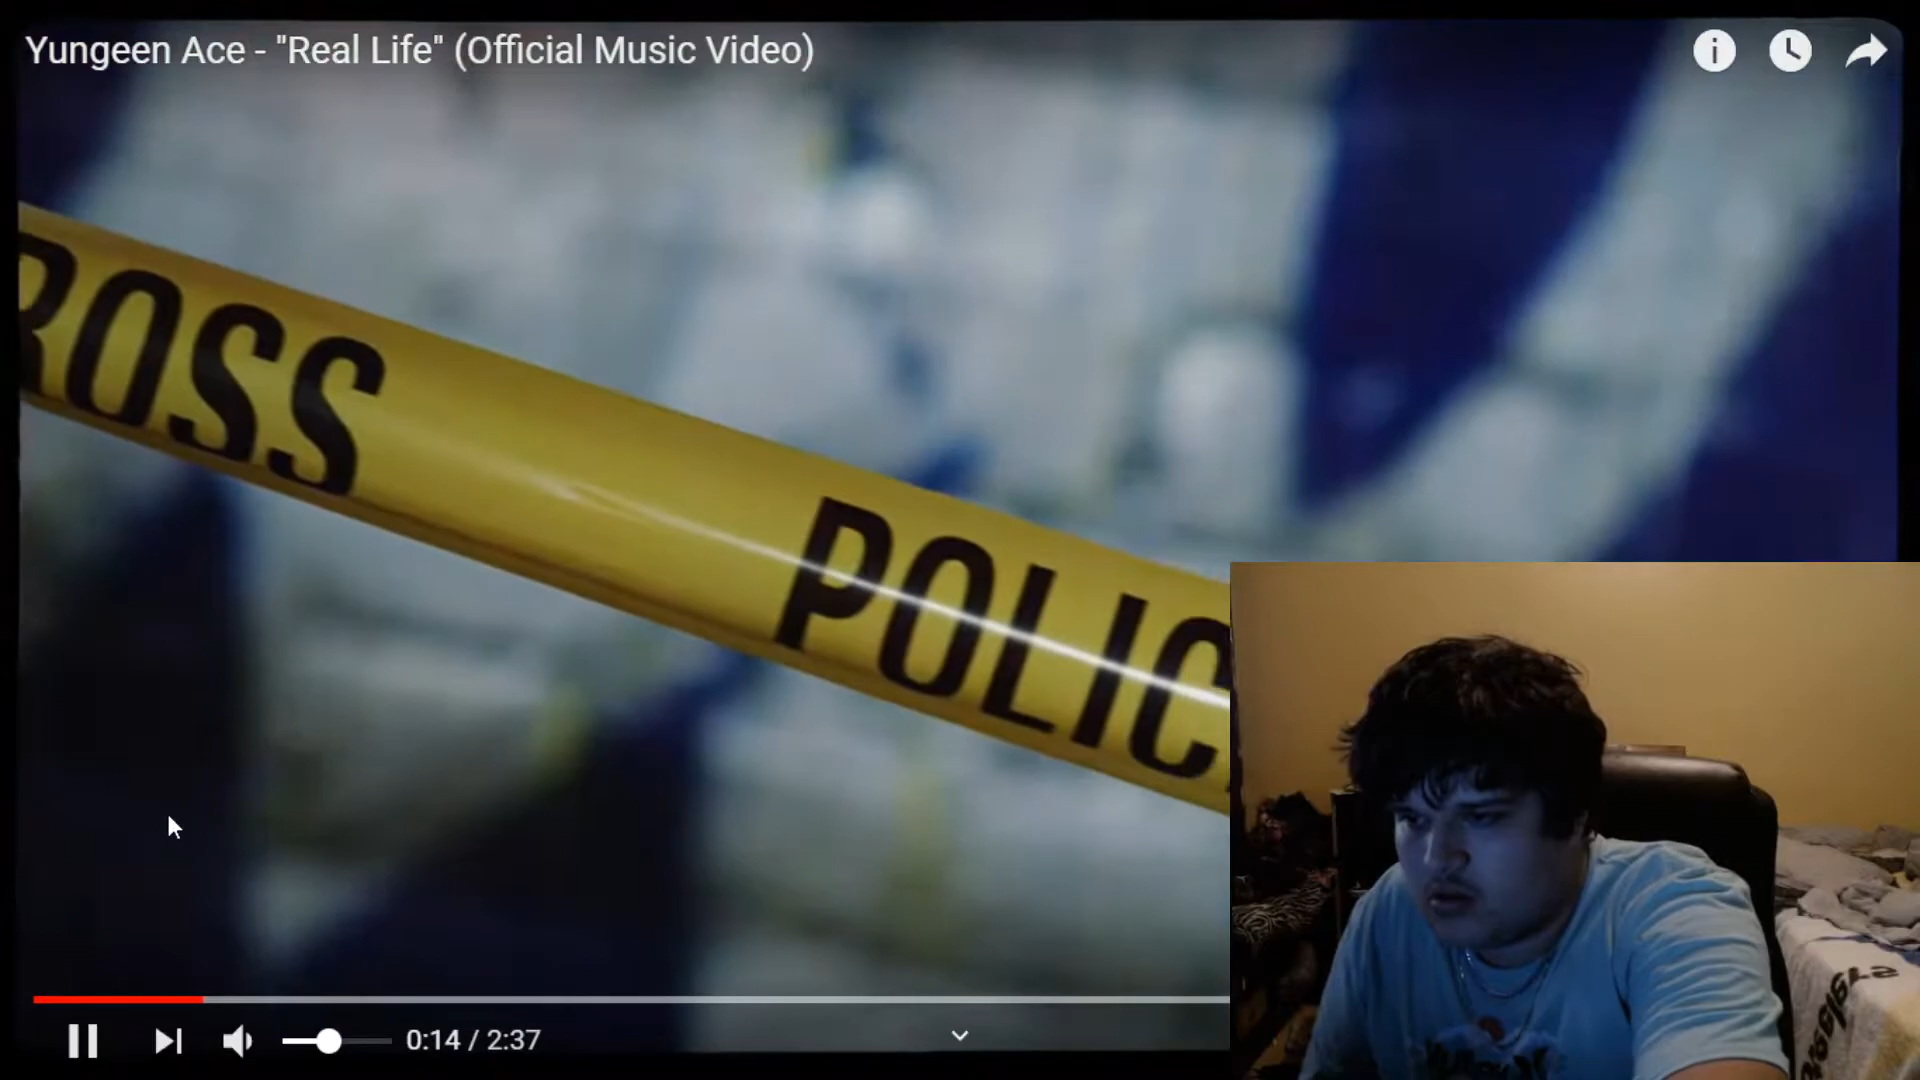 Yungeen Ace - "Real Life" (Official Music Video)
ROSS POLIC
0:14 / 2:37